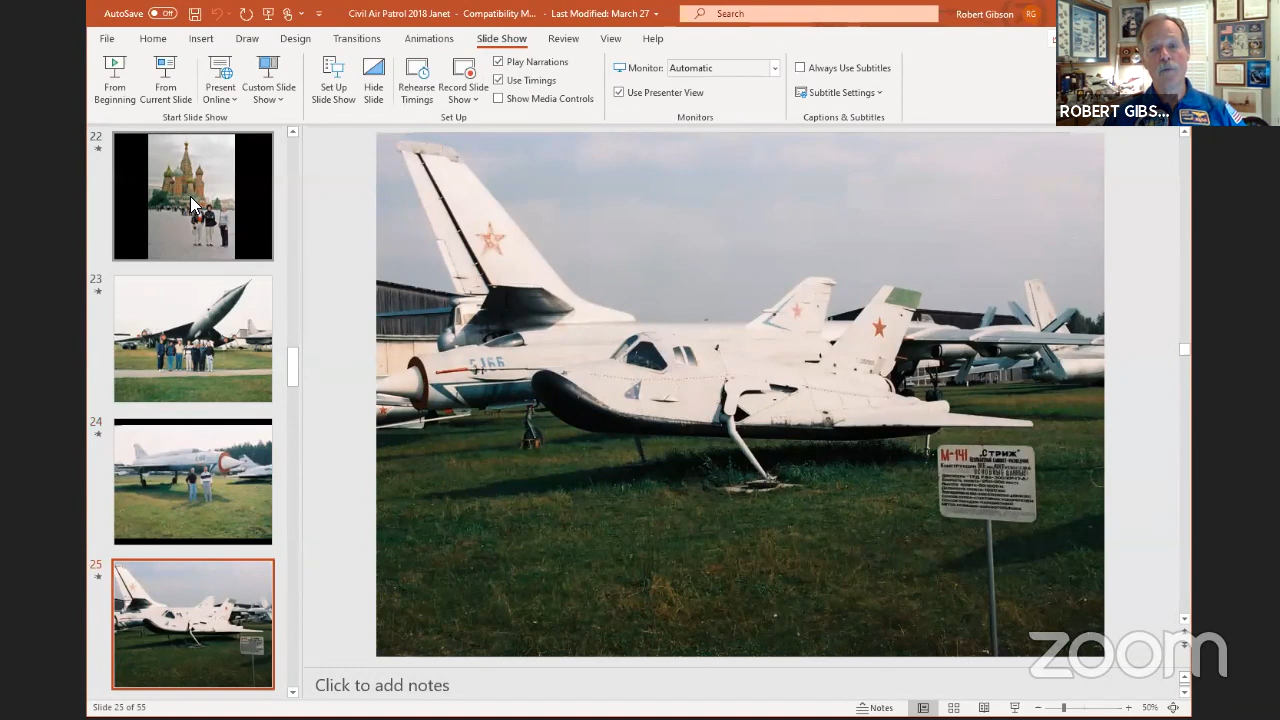 AutoSave Off
Civil Air Patrol 2018 Janet - Compatibility M... - Last Modified: March 27
Search
Robert Gibson RG
File Home Insert Draw Design Transitions Animations Slide Show Review View Help
From Beginning
From Current Slide
Present Online
Custom Slide Show
Start Slide Show
Set Up Slide Show
Hide Slide
Rehearse Timings
Record Slide Show
Play Narrations
Use Timings
Show Media Controls
Set Up
Monitor: Automatic
Use Presenter View
Monitors
Always Use Subtitles
Subtitle Settings
Captions & Subtitles
ROBERT GIBS...
22
23
24
25
5166
М-141 „СТРИЖ"
ОСНОВНЫЕ ДАННЫЕ
zoom
Click to add notes
Slide 25 of 55
Notes
50%